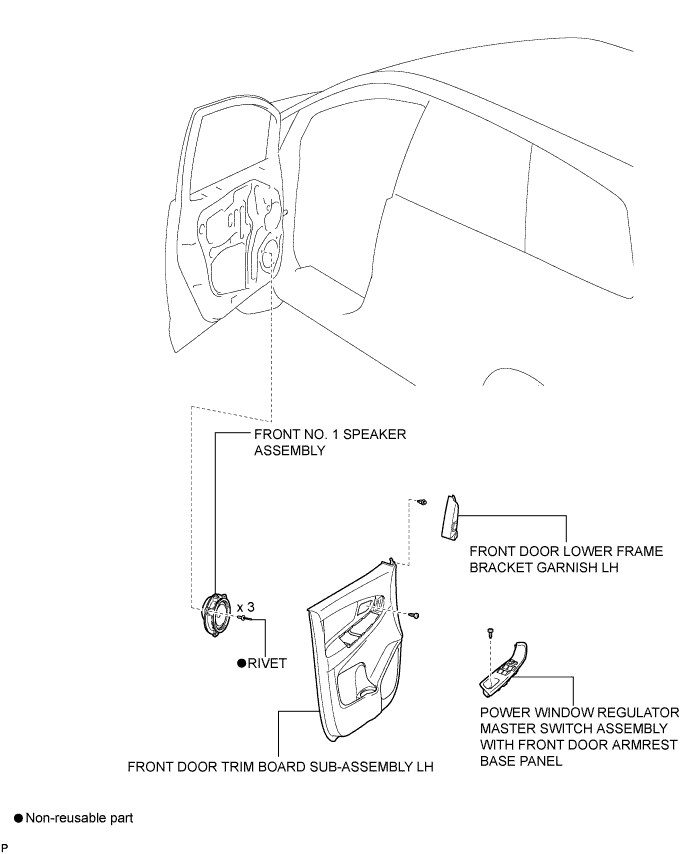 FRONT NO. 1 SPEAKER
ASSEMBLY
FRONT DOOR LOWER FRAME
BRACKET GARNISH LH
x 3
●RIVET
POWER WINDOW REGULATOR
MASTER SWITCH ASSEMBLY
WITH FRONT DOOR ARMREST
BASE PANEL
FRONT DOOR TRIM BOARD SUB-ASSEMBLY LH
● Non-reusable part
P